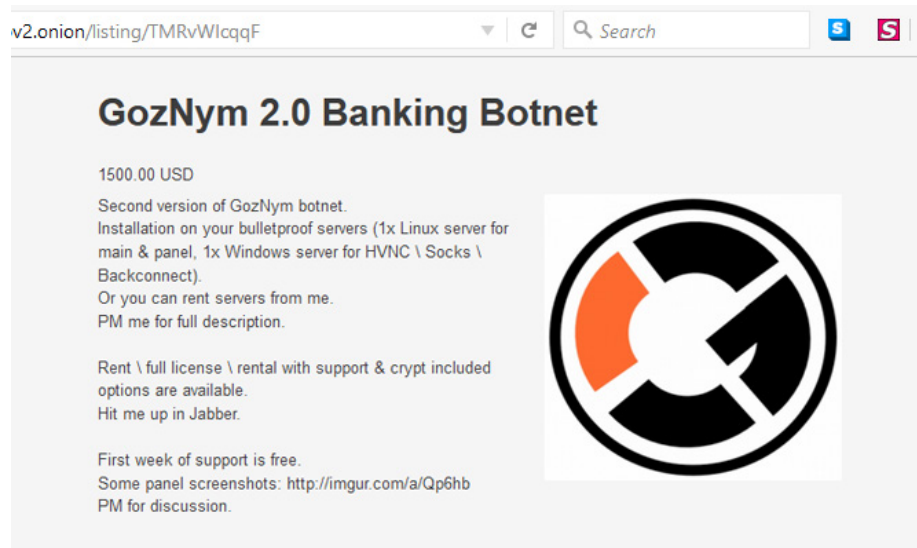 v2.onion/listing/TMRvWIcqqF
Search
S
S
GozNym 2.0 Banking Botnet
1500.00 USD
Second version of GozNym botnet.
Installation on your bulletproof servers (1x Linux server for
main & panel, 1x Windows server for HVNC \ Socks \
Backconnect).
Or you can rent servers from me.
PM me for full description.
Rent \ full license \ rental with support & crypt included
options are available.
Hit me up in Jabber.
First week of support is free.
Some panel screenshots: http://imgur.com/a/Qp6hb
PM for discussion.